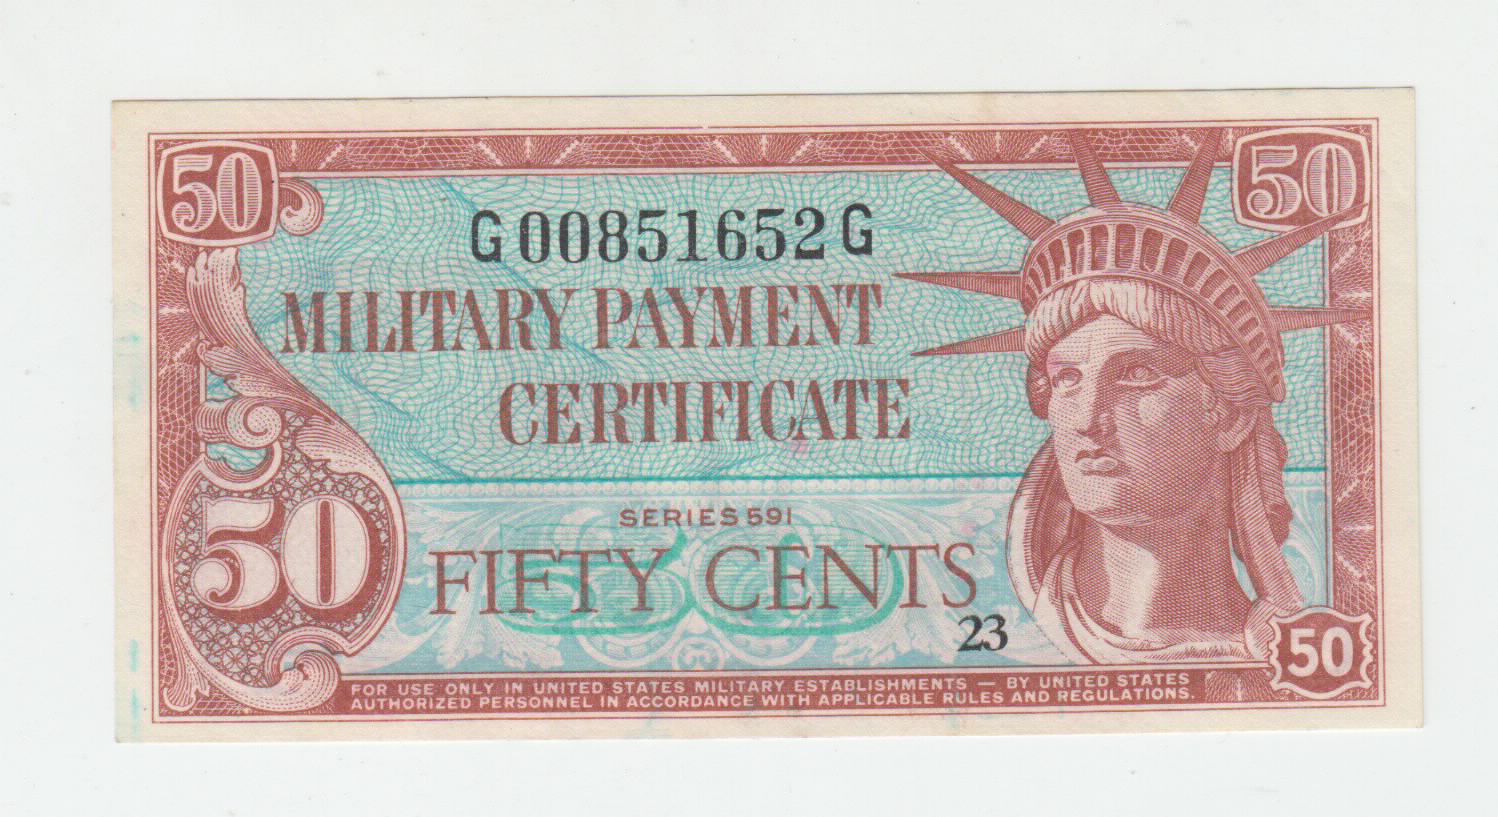 50 50
G00851652G
MILITARY PAYMENT
CERTIFICATE
SERIES 591
50 FIFTY CENTS
23
50
FOR USE ONLY IN UNITED STATES MILITARY ESTABLISHMENTS — BY UNITED STATES
AUTHORIZED PERSONNEL IN ACCORDANCE WITH APPLICABLE RULES AND REGULATIONS.